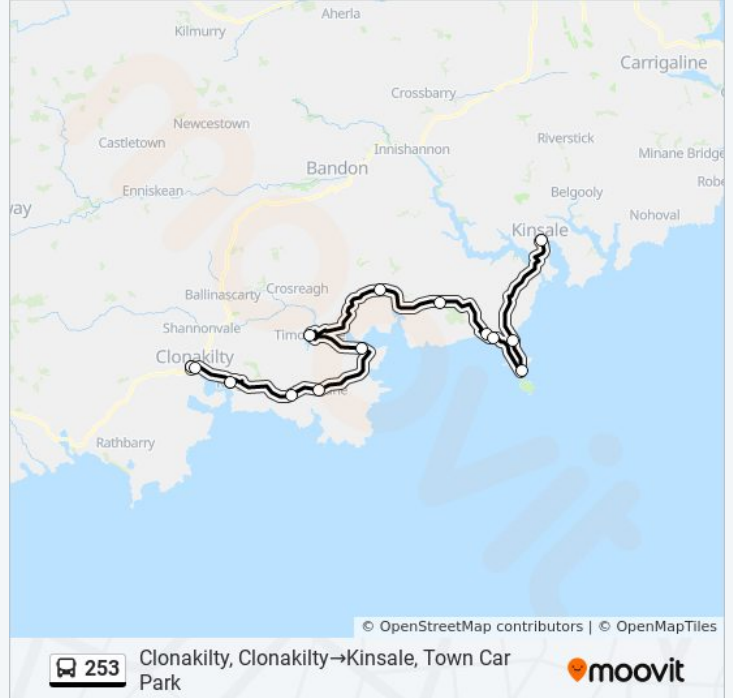 Aherla
Kilmurry
Carrigaline
Crossbarry
Newcestown
Castletown
Riverstick
Innishannon
Minane Bridge
Bandon
Enniskean
Belgooly
way
Nohoval
Kinsale
Crosreagh
Ballinascarty
Shannonvale
Clonakilty
Rathbarry
moovit
© OpenStreetMap contributors | © OpenMapTiles
253
Clonakilty, Clonakilty→Kinsale, Town Car
Park
moovit